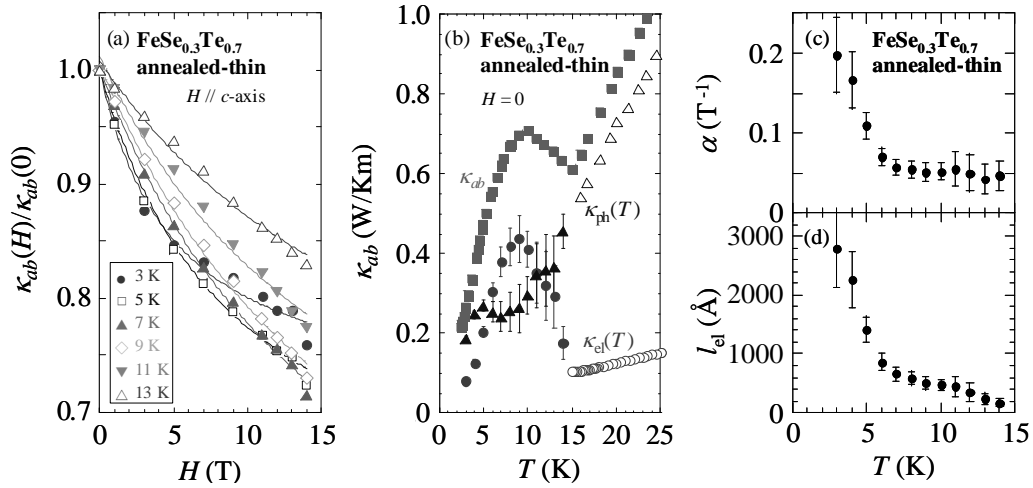 (a) FeSe0.3Te0.7
annealed-thin
H // c-axis
1.0
0.9
0.8
0.7
κab(H)/κab(0)
3 K
5 K
7 K
9 K
11 K
13 K
0 5 10 15
H (T)
(b) FeSe0.3Te0.7
annealed-thin
H = 0
1
0.8
0.6
0.4
0.2
0
κab (W/Km)
κab
κph(T)
κel(T)
0 5 10 15 20 25
T (K)
(c) FeSe0.3Te0.7
annealed-thin
0.2
0.1
0
α (T-1)
(d)
3000
2000
1000
0
lel (Å)
0 5 10 15
T (K)